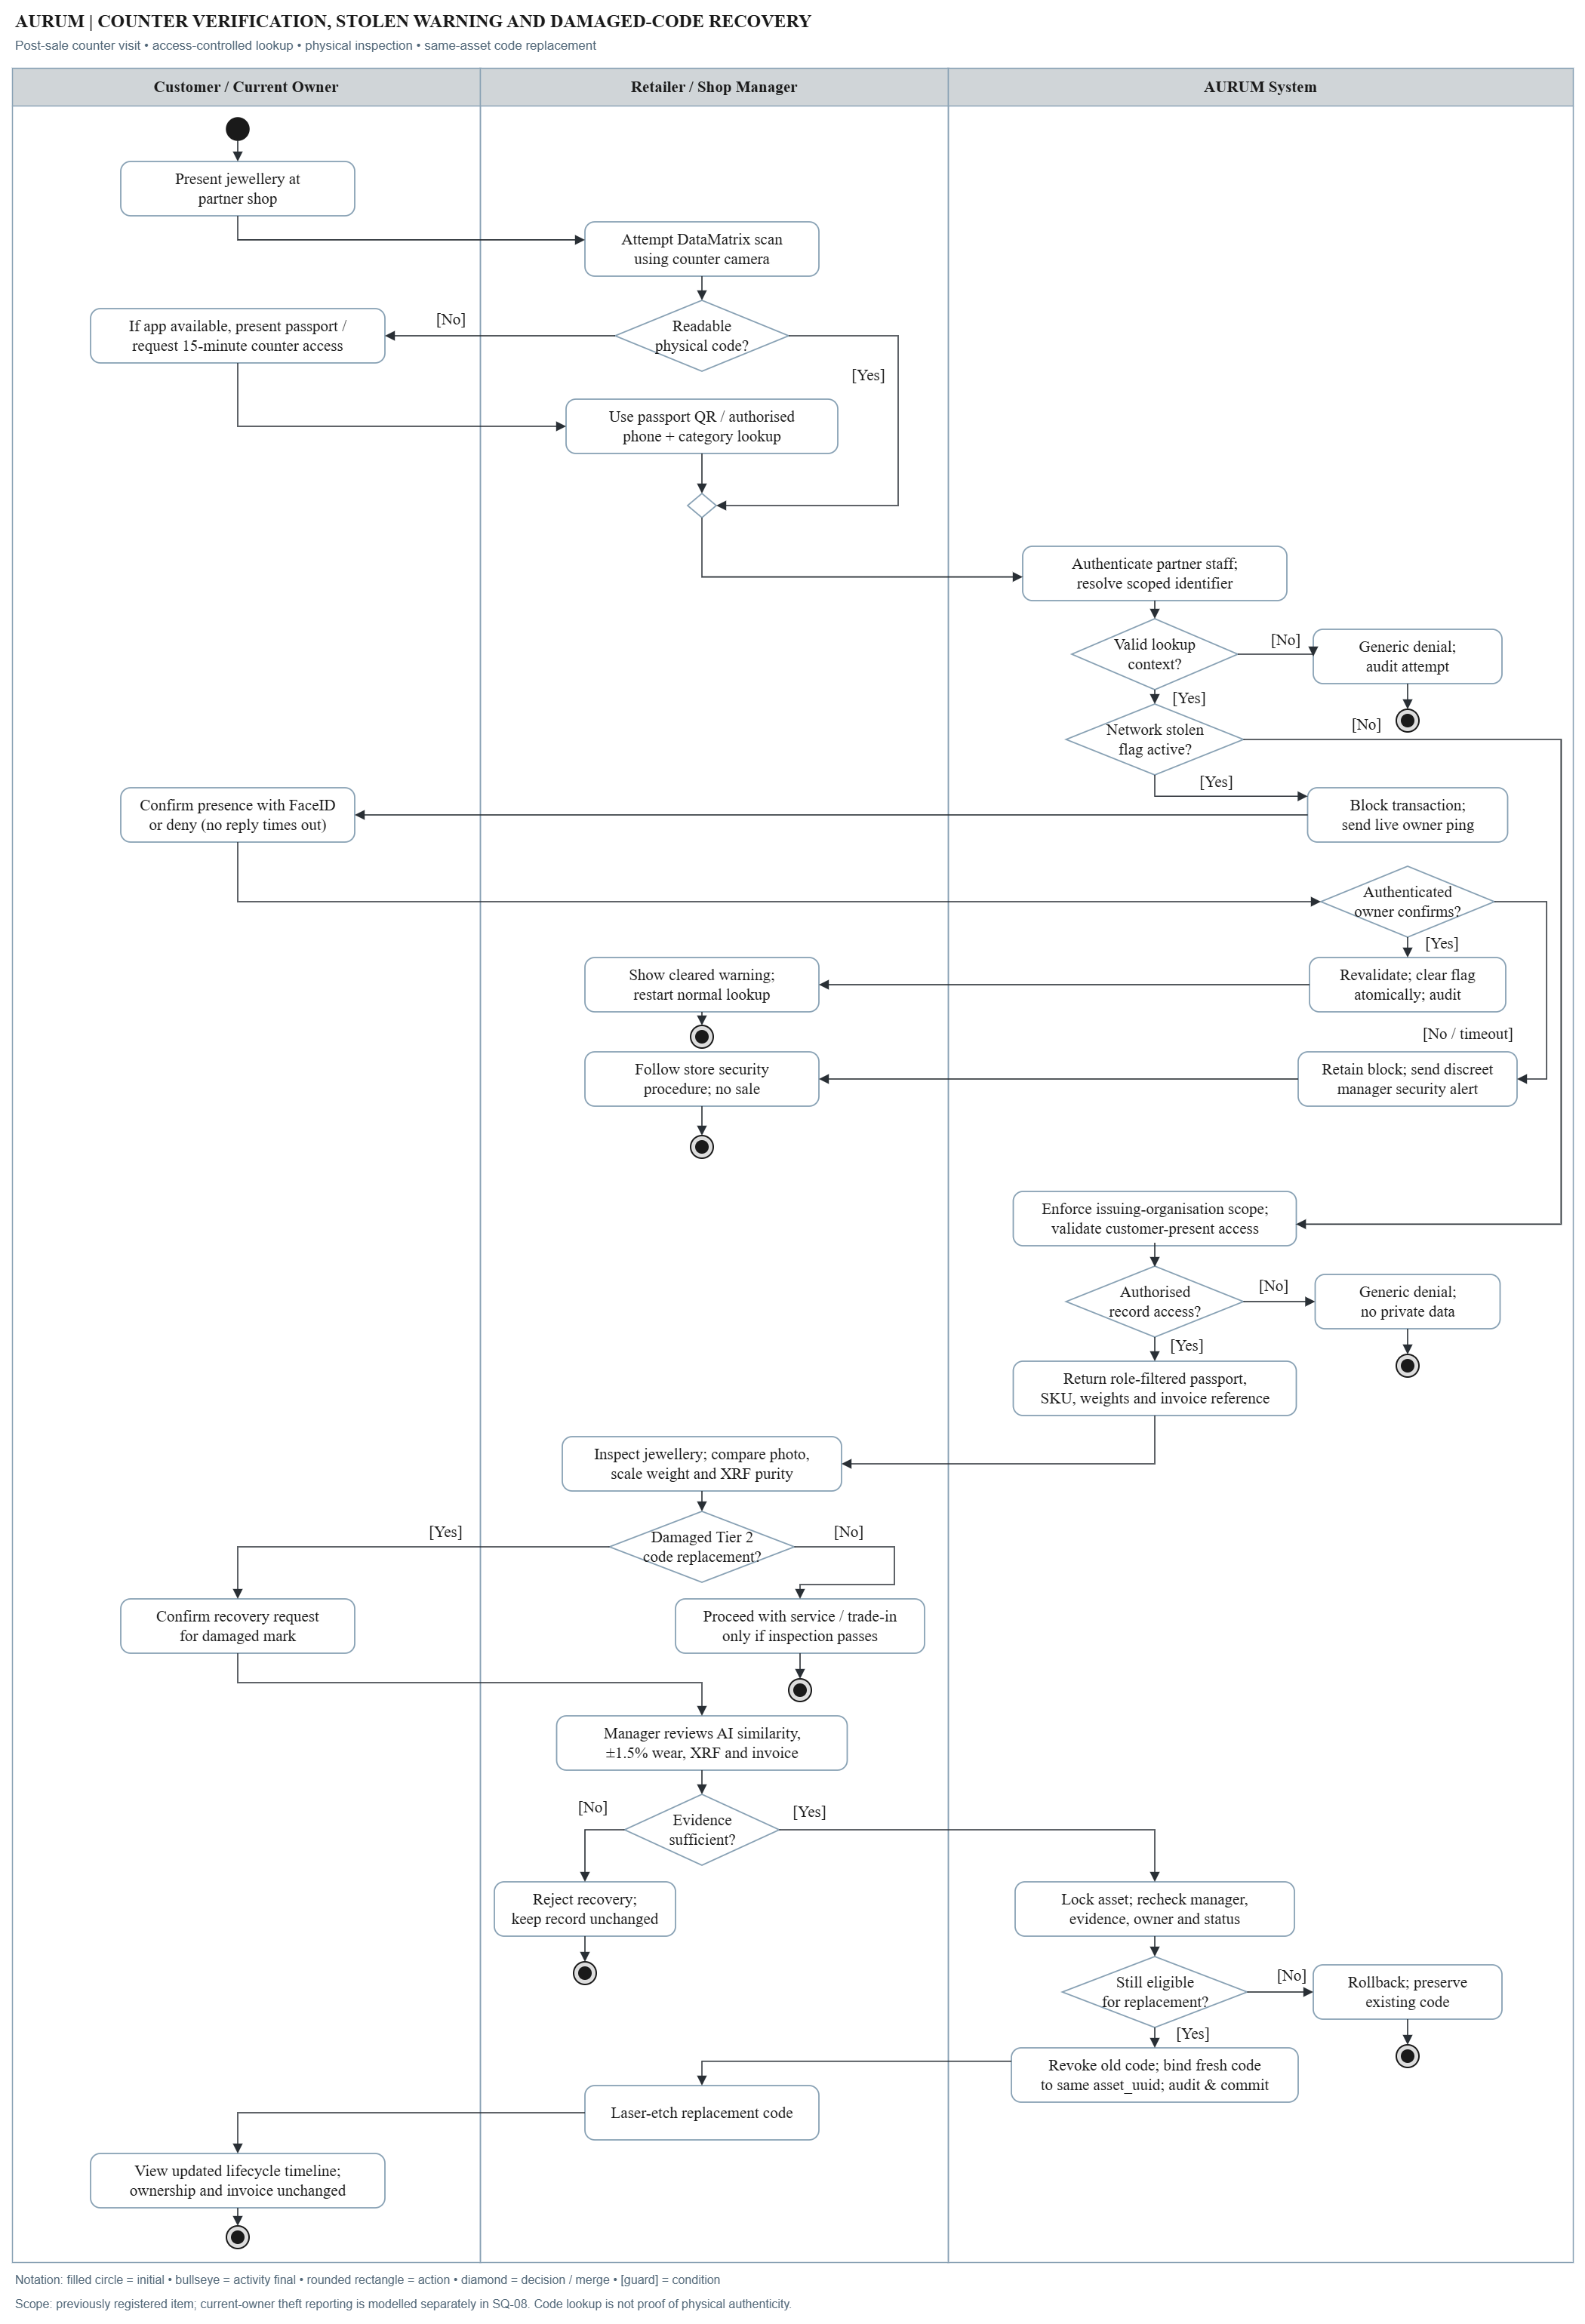 AURUM | COUNTER VERIFICATION, STOLEN WARNING AND DAMAGED-CODE RECOVERY
Post-sale counter visit • access-controlled lookup • physical inspection • same-asset code replacement
Customer / Current Owner
Retailer / Shop Manager
AURUM System
Present jewellery at
partner shop
Attempt DataMatrix scan
using counter camera
If app available, present passport /
request 15-minute counter access
[No]
Readable
physical code?
[Yes]
Use passport QR / authorised
phone + category lookup
Authenticate partner staff;
resolve scoped identifier
Valid lookup
context?
[No]
Generic denial;
audit attempt
[Yes]
Network stolen
flag active?
[No]
[Yes]
Confirm presence with FaceID
or deny (no reply times out)
Block transaction;
send live owner ping
Authenticated
owner confirms?
[Yes]
Show cleared warning;
restart normal lookup
Revalidate; clear flag
atomically; audit
[No / timeout]
Follow store security
procedure; no sale
Retain block; send discreet
manager security alert
Enforce issuing-organisation scope;
validate customer-present access
Authorised
record access?
[No]
Generic denial;
no private data
[Yes]
Return role-filtered passport,
SKU, weights and invoice reference
Inspect jewellery; compare photo,
scale weight and XRF purity
[Yes]
Damaged Tier 2
code replacement?
[No]
Confirm recovery request
for damaged mark
Proceed with service / trade-in
only if inspection passes
Manager reviews AI similarity,
±1.5% wear, XRF and invoice
[No]
Evidence
sufficient?
[Yes]
Reject recovery;
keep record unchanged
Lock asset; recheck manager,
evidence, owner and status
Still eligible
for replacement?
[No]
Rollback; preserve
existing code
[Yes]
Revoke old code; bind fresh code
to same asset_uuid; audit & commit
Laser-etch replacement code
View updated lifecycle timeline;
ownership and invoice unchanged
Notation: filled circle = initial • bullseye = activity final • rounded rectangle = action • diamond = decision / merge • [guard] = condition
Scope: previously registered item; current-owner theft reporting is modelled separately in SQ-08. Code lookup is not proof of physical authenticity.